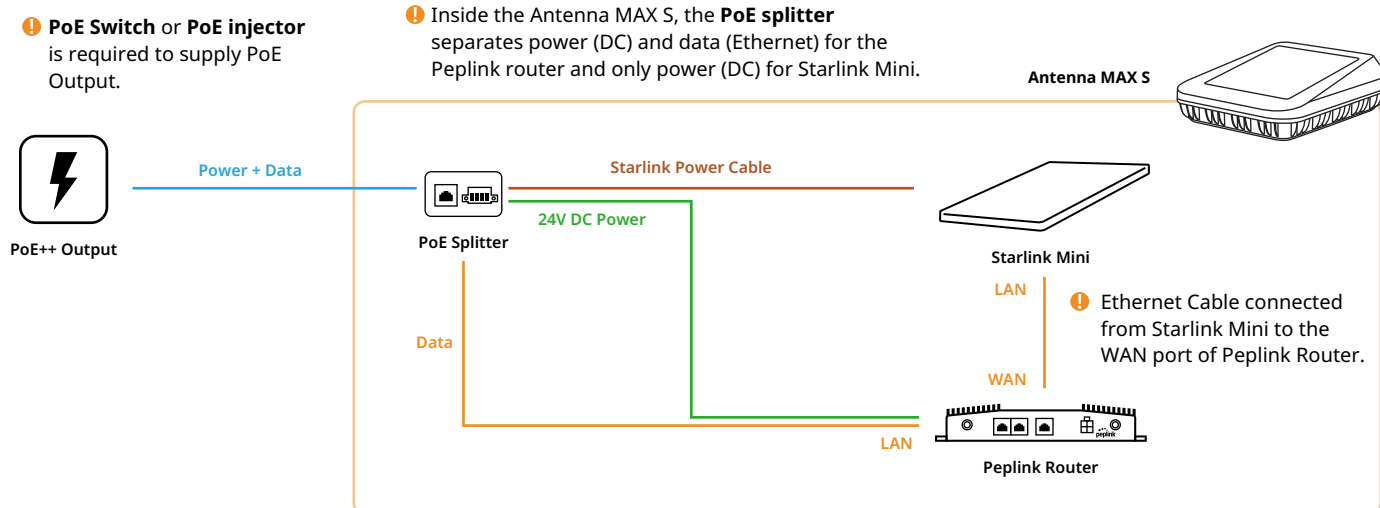 PoE Switch or PoE injector
is required to supply PoE
Output.
Inside the Antenna MAX S, the PoE splitter
separates power (DC) and data (Ethernet) for the
Peplink router and only power (DC) for Starlink Mini.
Antenna MAX S
Power + Data
Starlink Power Cable
24V DC Power
PoE++ Output
PoE Splitter
Starlink Mini
LAN
Ethernet Cable connected
from Starlink Mini to the
WAN port of Peplink Router.
Data
WAN
LAN
peplink
Peplink Router